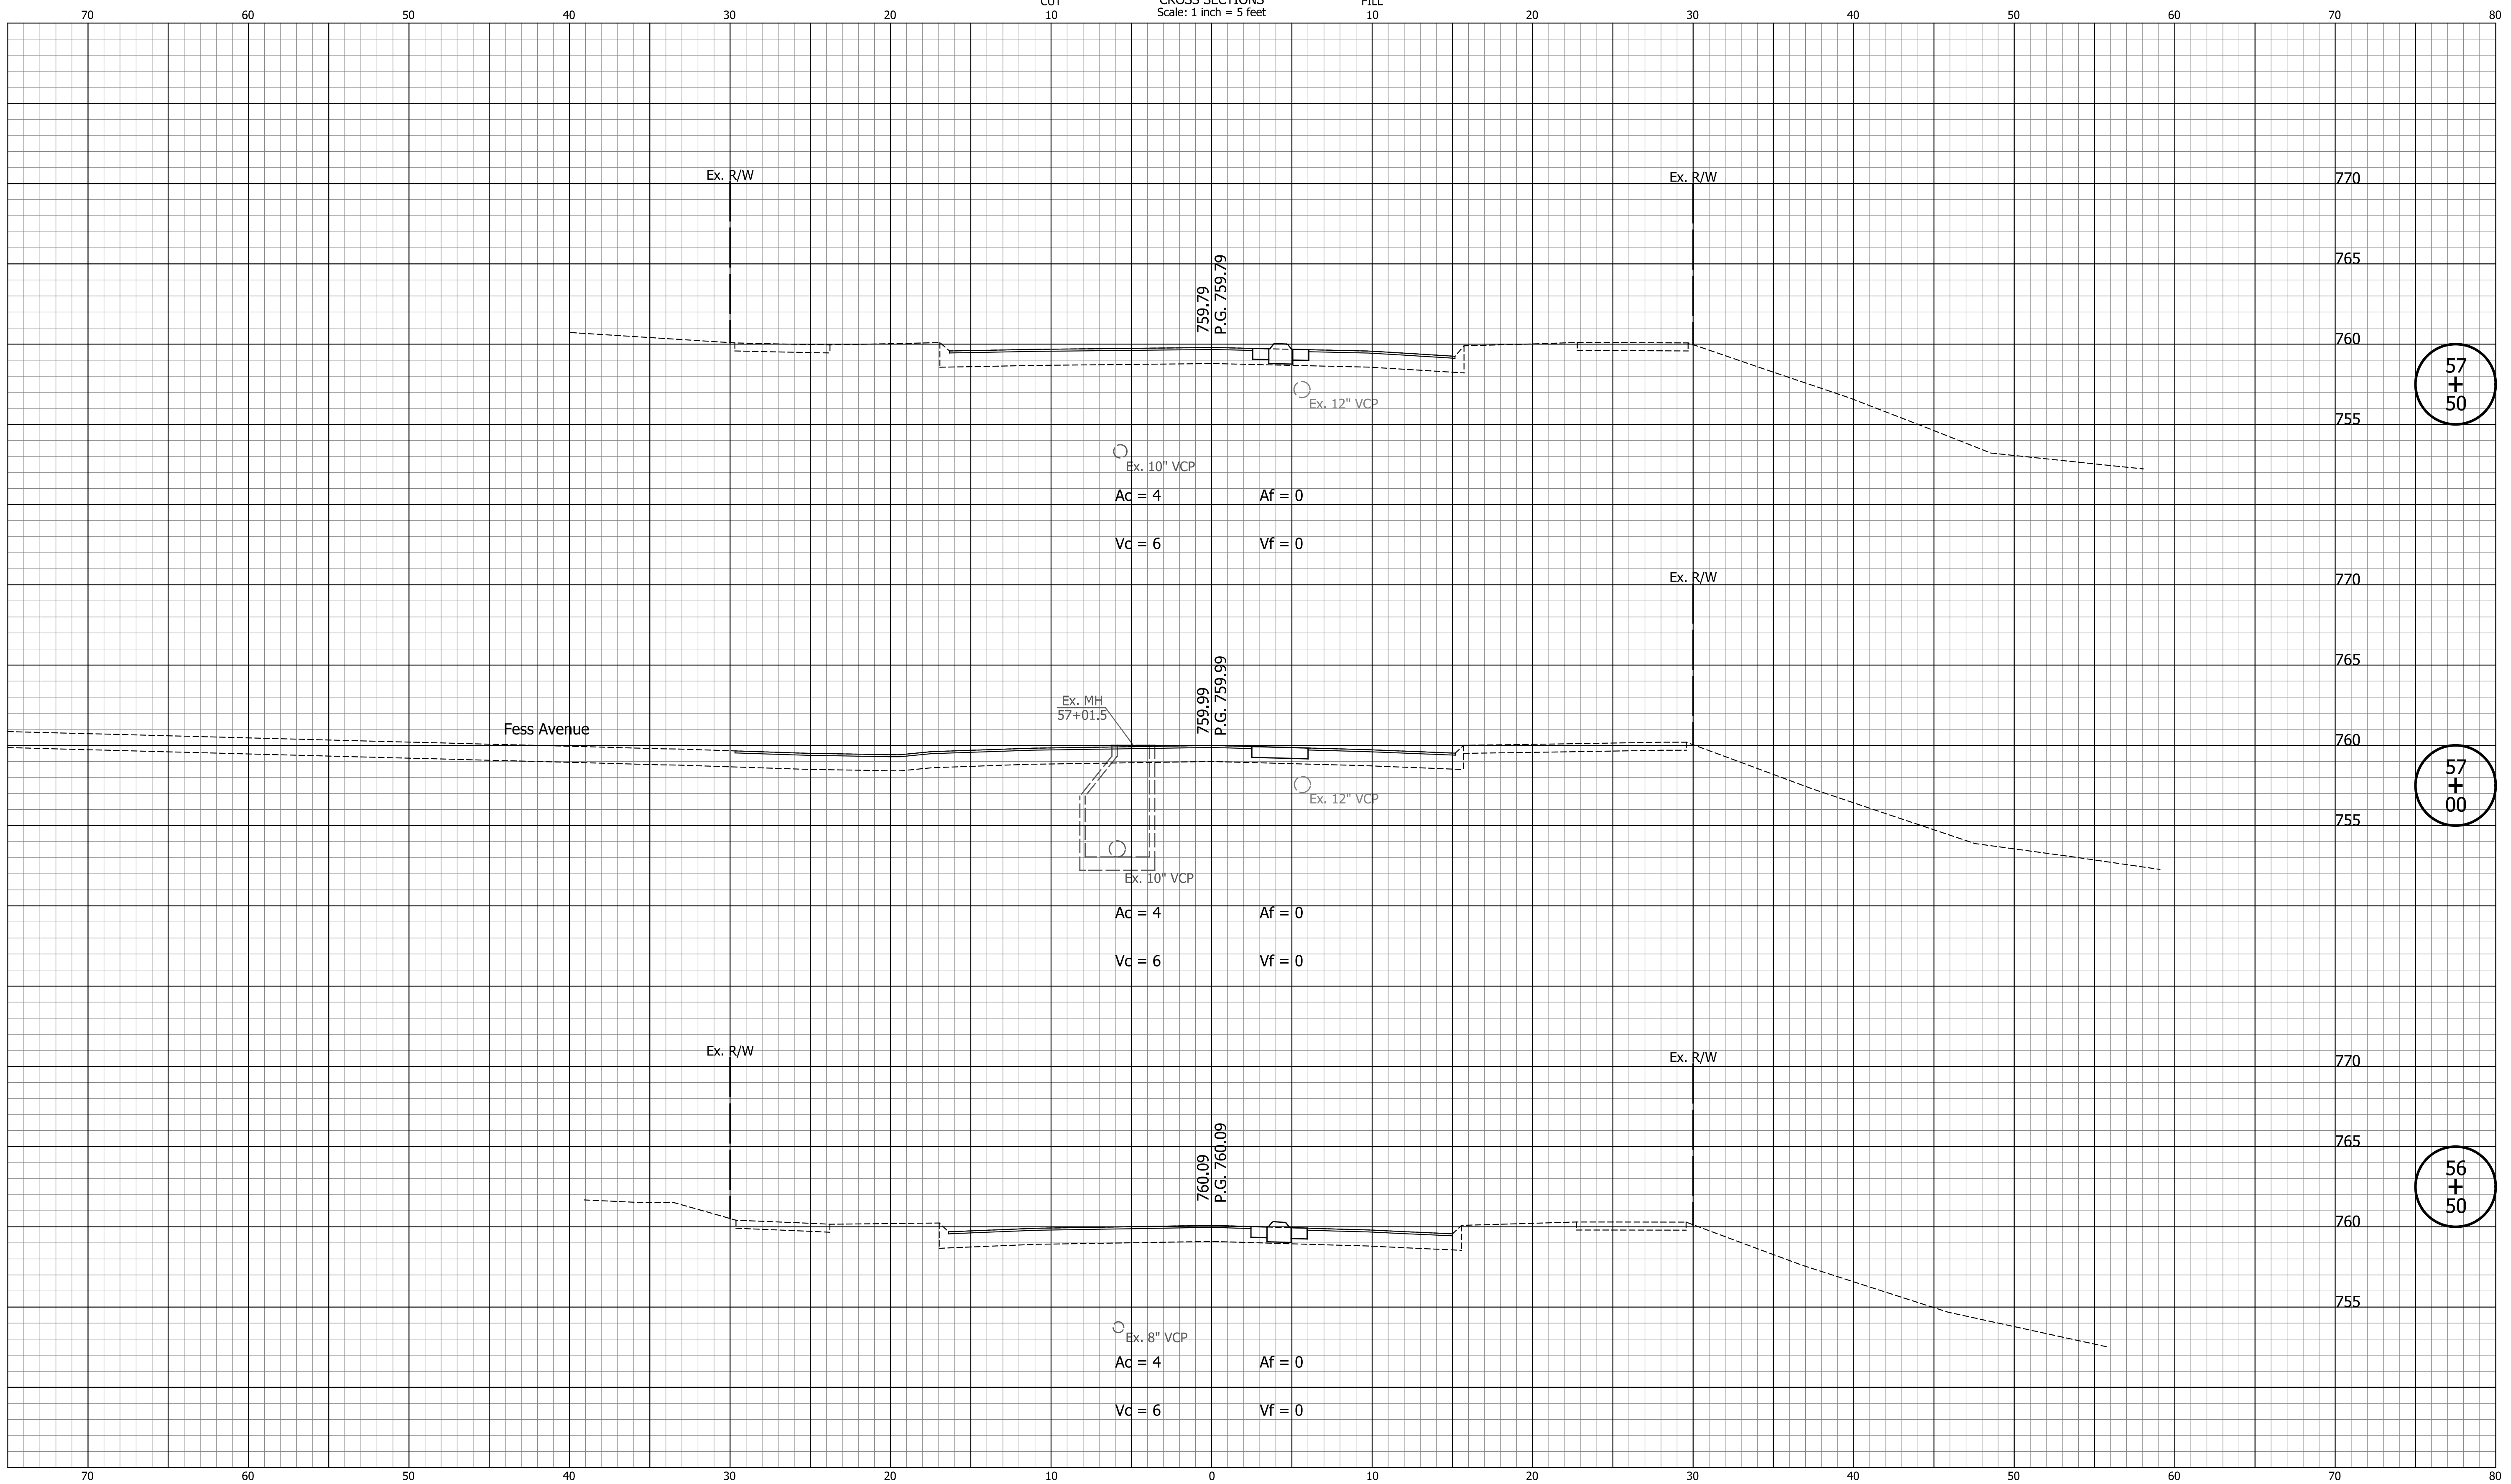 CUT CROSS SECTIONS FILL
Scale: 1 inch = 5 feet
70 60 50 40 30 20 10 10 20 30 40 50 60 70 80
Ex. R/W
Ex. R/W
770
765
759.79
P.G. 759.79
760
57
+
50
Ex. 12" VCP
755
Ex. 10" VCP
Ac = 4 Af = 0
Vc = 6 Vf = 0
Ex. R/W
770
765
759.99
P.G. 759.99
Ex. MH
57+01.5
Fess Avenue
760
57
+
00
Ex. 12" VCP
755
Ex. 10" VCP
Ac = 4 Af = 0
Vc = 6 Vf = 0
Ex. R/W
Ex. R/W
770
765
760.09
P.G. 760.09
56
+
50
760
755
Ex. 8" VCP
Ac = 4 Af = 0
Vc = 6 Vf = 0
70 60 50 40 30 20 10 0 10 20 30 40 50 60 70 80